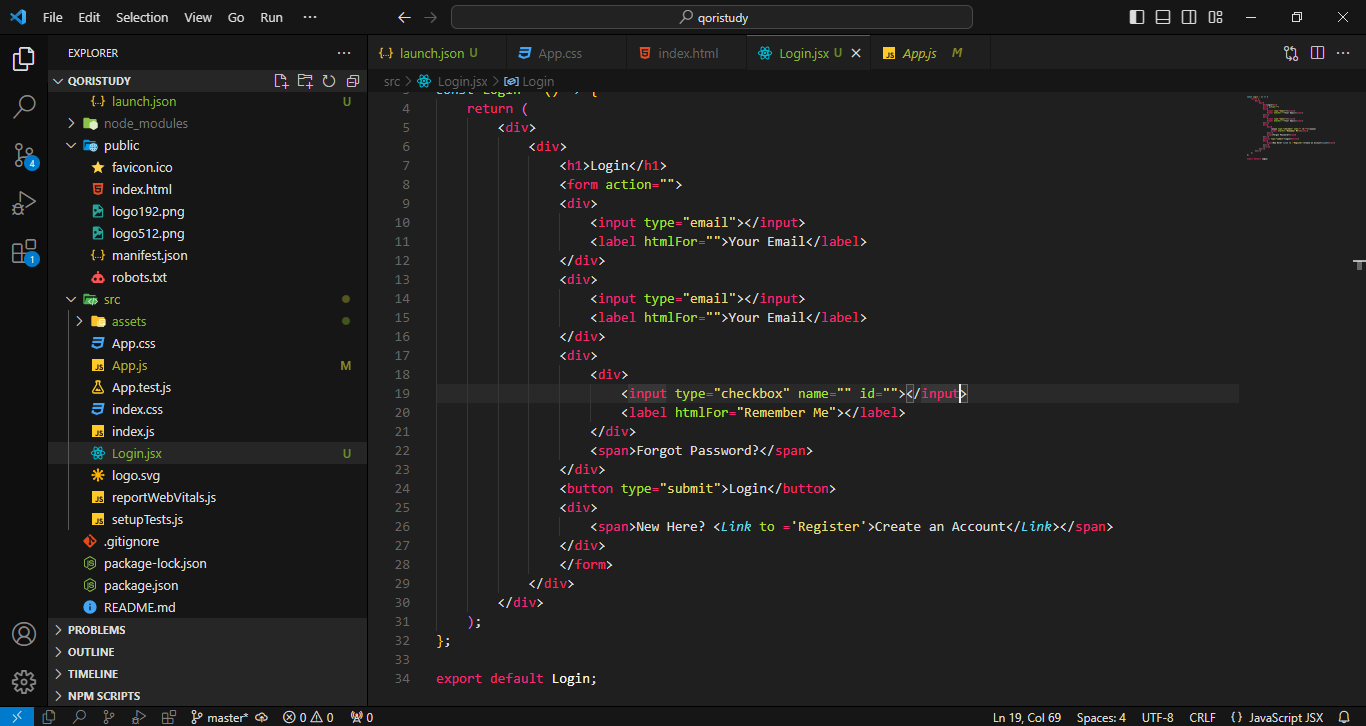 File Edit Selection View Go Run ···
qoristudy
EXPLORER ···
QORISTUDY
launch.json U
node_modules
public
favicon.ico
index.html
logo192.png
logo512.png
manifest.json
robots.txt
src
assets
App.css
App.js M
App.test.js
index.css
index.js
Login.jsx U
logo.svg
reportWebVitals.js
setupTests.js
.gitignore
package-lock.json
package.json
README.md
PROBLEMS
OUTLINE
TIMELINE
NPM SCRIPTS
4
1
launch.json U App.css index.html Login.jsx U App.js M
src > Login.jsx > Login
4 return (
5 <div>
6 <div>
7 <h1>Login</h1>
8 <form action="">
9 <div>
10 <input type="email"></input>
11 <label htmlFor="">Your Email</label>
12 </div>
13 <div>
14 <input type="email"></input>
15 <label htmlFor="">Your Email</label>
16 </div>
17 <div>
18 <div>
19 <input type="checkbox" name="" id=""></input>
20 <label htmlFor="Remember Me"></label>
21 </div>
22 <span>Forgot Password?</span>
23 </div>
24 <button type="submit">Login</button>
25 <div>
26 <span>New Here? <Link to ='Register'>Create an Account</Link></span>
27 </div>
28 </form>
29 </div>
30 </div>
31 );
32 };
33
34 export default Login;
master* 0 0 0 Ln 19, Col 69 Spaces: 4 UTF-8 CRLF {} JavaScript JSX